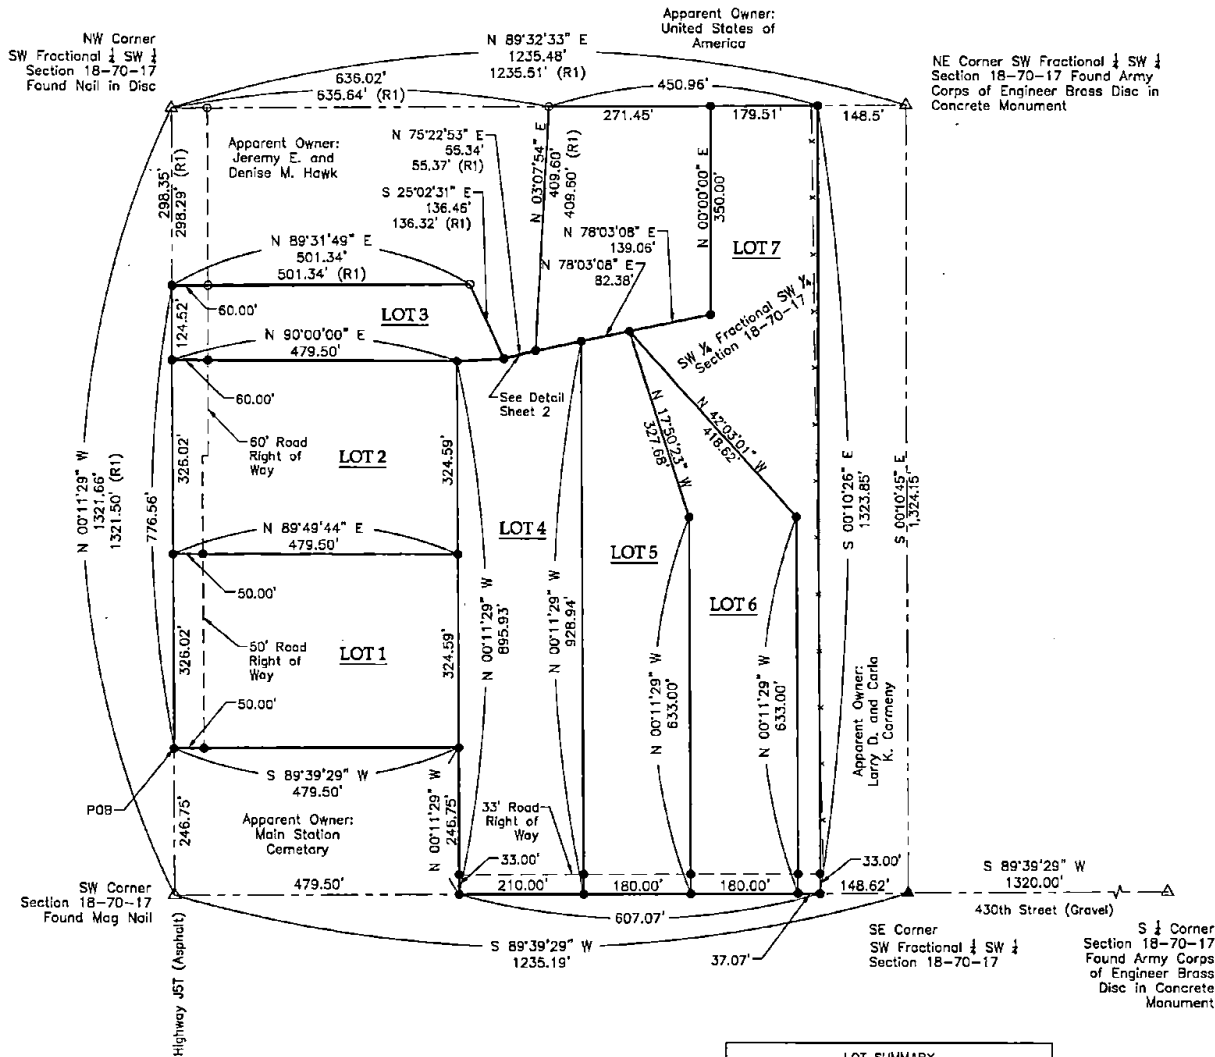 Apparent Owner:
United States of
America
NW Corner
SW Fractional ¼ SW ¼
Section 18-70-17
Found Nail in Disc
N 89°32'33" E
1235.48'
1235.51' (R1)
NE Corner SW Fractional ¼ SW ¼
Section 18-70-17 Found Army
Corps of Engineer Brass Disc in
Concrete Monument
636.02'
635.64' (R1)
450.96'
271.45'
179.51'
148.5'
Apparent Owner:
Jeremy E. and
Denise M. Hawk
N 75°22'53" E
55.34'
55.37' (R1)
S 25°02'31" E
136.46'
136.32' (R1)
N 03°07'54" E
409.60'
409.60' (R1)
N 00°00'00" E
350.00'
298.35'
298.29' (R1)
N 78°03'08" E
139.06'
N 78°03'08" E
82.38'
LOT 7
N 89°31'49" E
501.34'
501.34' (R1)
60.00'
LOT 3
124.52'
N 90°00'00" E
479.50'
SW ¼ Fractional SW ¼
Section 18-70-17
See Detail
Sheet 2
60.00'
60' Road
Right of
Way
LOT 2
326.02'
324.59'
N 17°50'23" W
327.68'
N 42°03'01" W
418.62'
N 00°11'29" W
1321.66'
1321.50' (R1)
776.56'
S 00°10'26" E
1323.85'
S 00°10'45" E
1,324.15'
N 89°49'44" E
479.50'
50.00'
LOT 4
LOT 5
LOT 6
N 00°11'29" W
895.93'
N 00°11'29" W
928.94'
N 00°11'29" W
633.00'
N 00°11'29" W
633.00'
50' Road
Right of
Way
LOT 1
326.02'
324.59'
50.00'
Apparent Owner:
Larry D. and Carla
K. Carmeny
S 89°39'29" W
479.50'
POB
246.75'
Apparent Owner:
Main Station
Cemetary
N 00°11'29" W
246.75'
33' Road
Right of
Way
33.00'
33.00'
SW Corner
Section 18-70-17
Found Mag Nail
479.50'
210.00'
180.00'
180.00'
148.62'
S 89°39'29" W
1320.00'
430th Street (Gravel)
607.07'
37.07'
S 89°39'29" W
1235.19'
SE Corner
SW Fractional ¼ SW ¼
Section 18-70-17
S ¼ Corner
Section 18-70-17
Found Army Corps
of Engineer Brass
Disc in Concrete
Monument
Highway J5T (Asphalt)
LOT SUMMARY